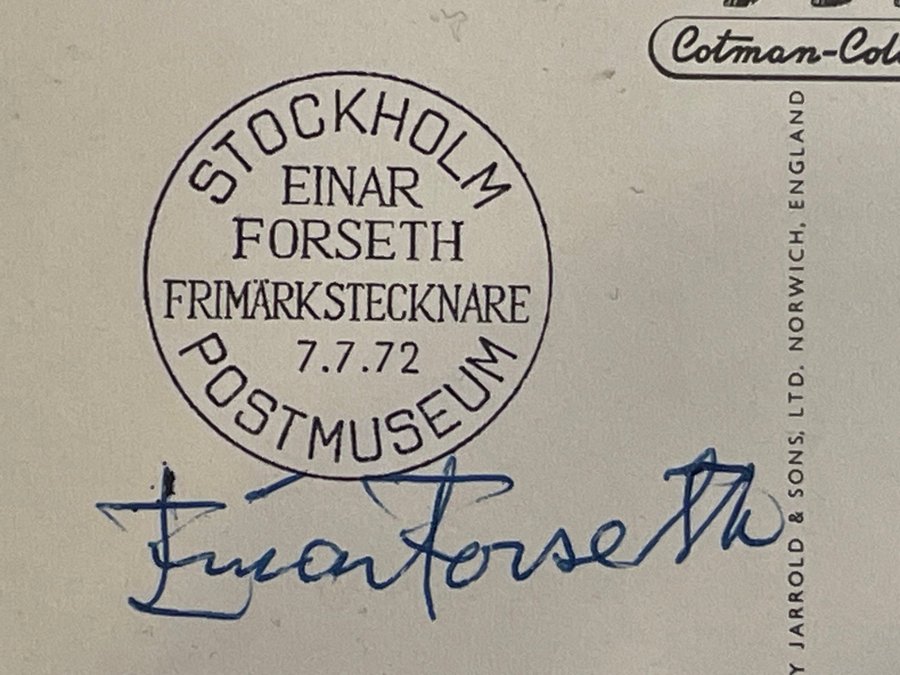 Cotman-Col
STOCKHOLM
EINAR
FORSETH
FRIMÄRKSTECKNARE
7.7.72
POSTMUSEUM
Einar Forseth
Y JARROLD & SONS, LTD. NORWICH, ENGLAND